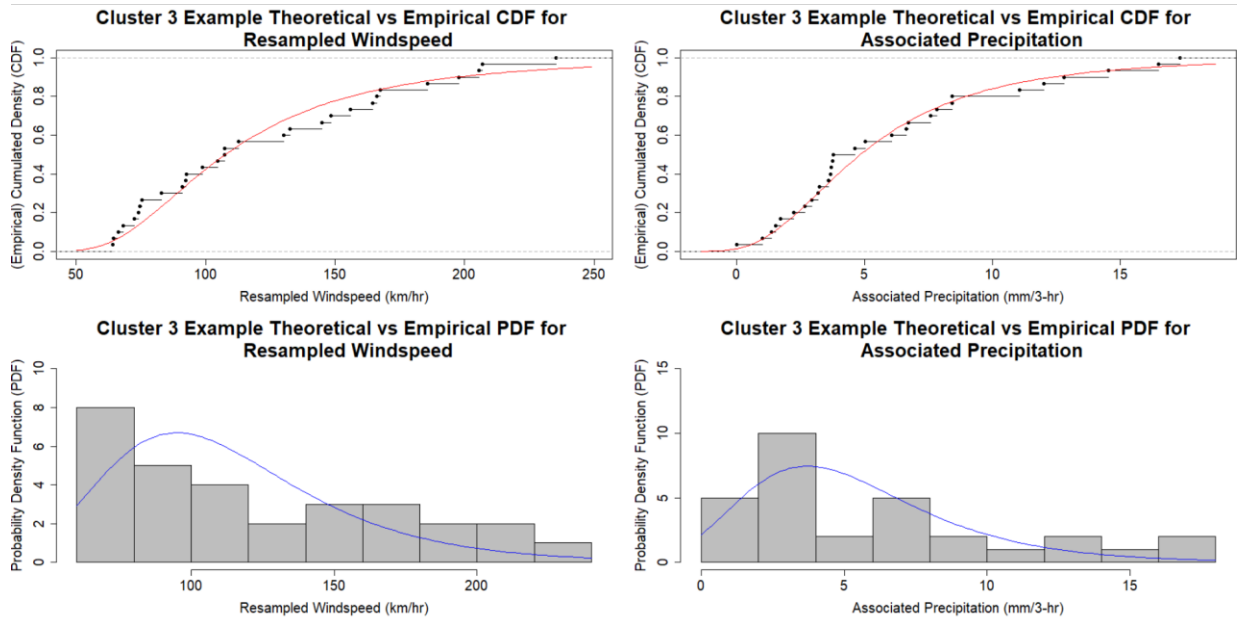 Cluster 3 Example Theoretical vs Empirical CDF for
Resampled Windspeed
(Empirical) Cumulated Density (CDF)
1.0
0.8
0.6
0.4
0.2
0.0
50 100 150 200 250
Resampled Windspeed (km/hr)
Cluster 3 Example Theoretical vs Empirical CDF for
Associated Precipitation
(Empirical) Cumulated Density (CDF)
1.0
0.8
0.6
0.4
0.2
0.0
0 5 10 15
Associated Precipitation (mm/3-hr)
Cluster 3 Example Theoretical vs Empirical PDF for
Resampled Windspeed
Probability Density Function (PDF)
10
8
6
4
2
0
100 150 200
Resampled Windspeed (km/hr)
Cluster 3 Example Theoretical vs Empirical PDF for
Associated Precipitation
Probability Density Function (PDF)
15
10
5
0
0 5 10 15
Associated Precipitation (mm/3-hr)